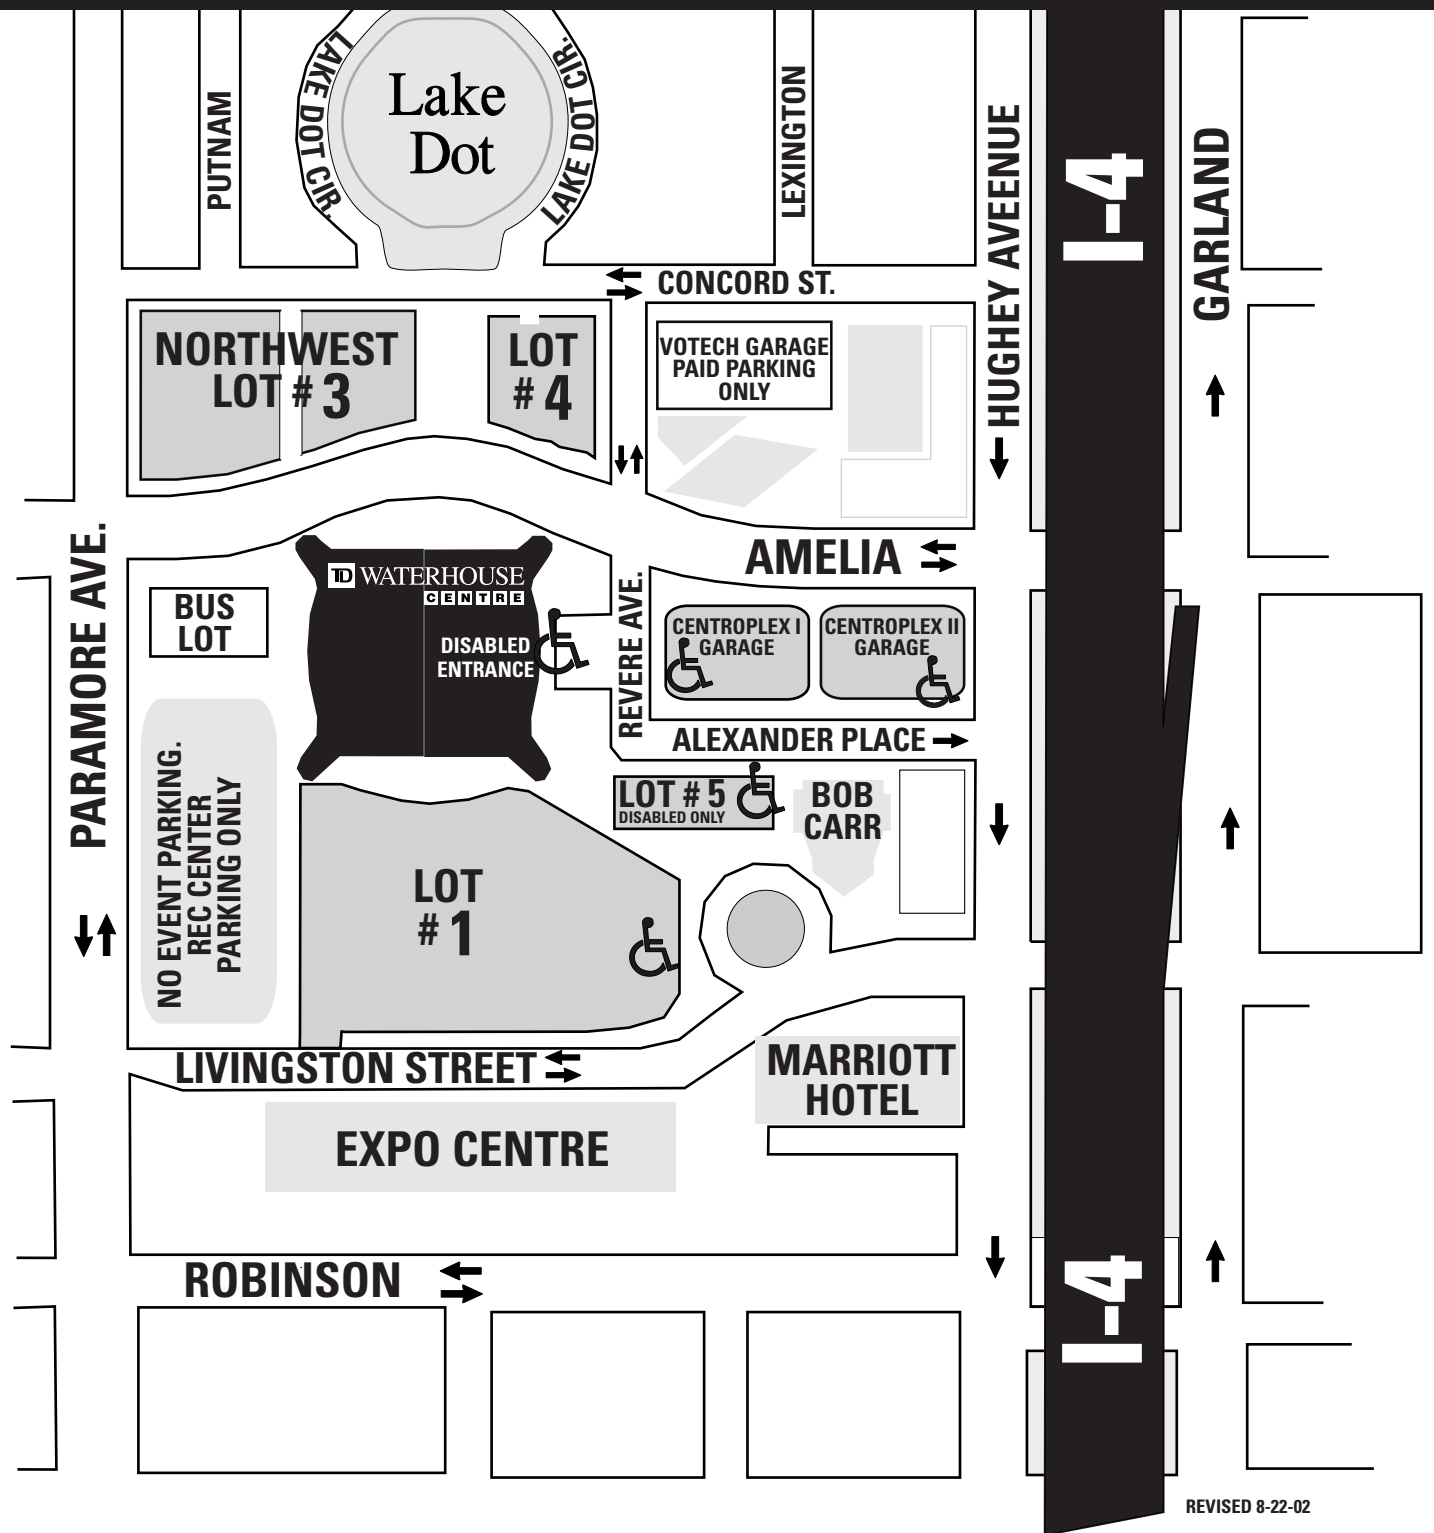 Lake
Dot
LAKE DOT CIR.
LAKE DOT CIR.
PUTNAM
LEXINGTON
HUGHEY AVEENUE
I-4
GARLAND
CONCORD ST.
NORTHWEST
LOT # 3
LOT
# 4
VOTECH GARAGE
PAID PARKING
ONLY
AMELIA
PARAMORE AVE.
TD WATERHOUSE
CENTRE
BUS
LOT
DISABLED
ENTRANCE
REVERE AVE.
CENTROPLEX I
GARAGE
CENTROPLEX II
GARAGE
ALEXANDER PLACE
LOT # 5
DISABLED ONLY
BOB
CARR
NO EVENT PARKING.
REC CENTER
PARKING ONLY
LOT
# 1
LIVINGSTON STREET
MARRIOTT
HOTEL
EXPO CENTRE
ROBINSON
I-4
REVISED 8-22-02